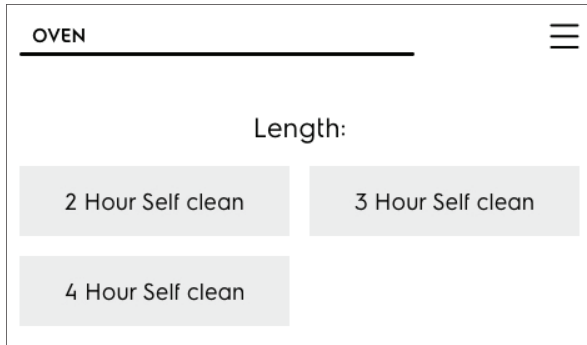 OVEN
Length:
2 Hour Self clean
3 Hour Self clean
4 Hour Self clean